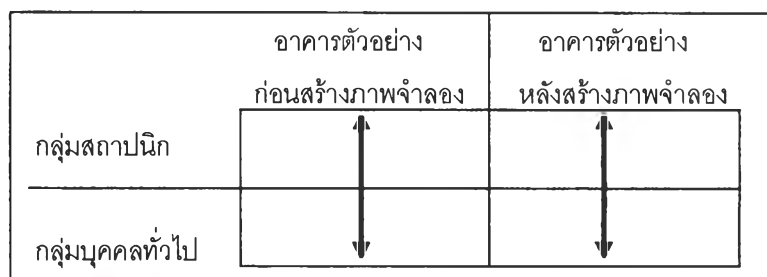 อาคารตัวอย่าง อาคารตัวอย่าง
ก่อนสร้างภาพจำลอง หลังสร้างภาพจำลอง
กลุ่มสถาปนิก
กลุ่มบุคคลทั่วไป